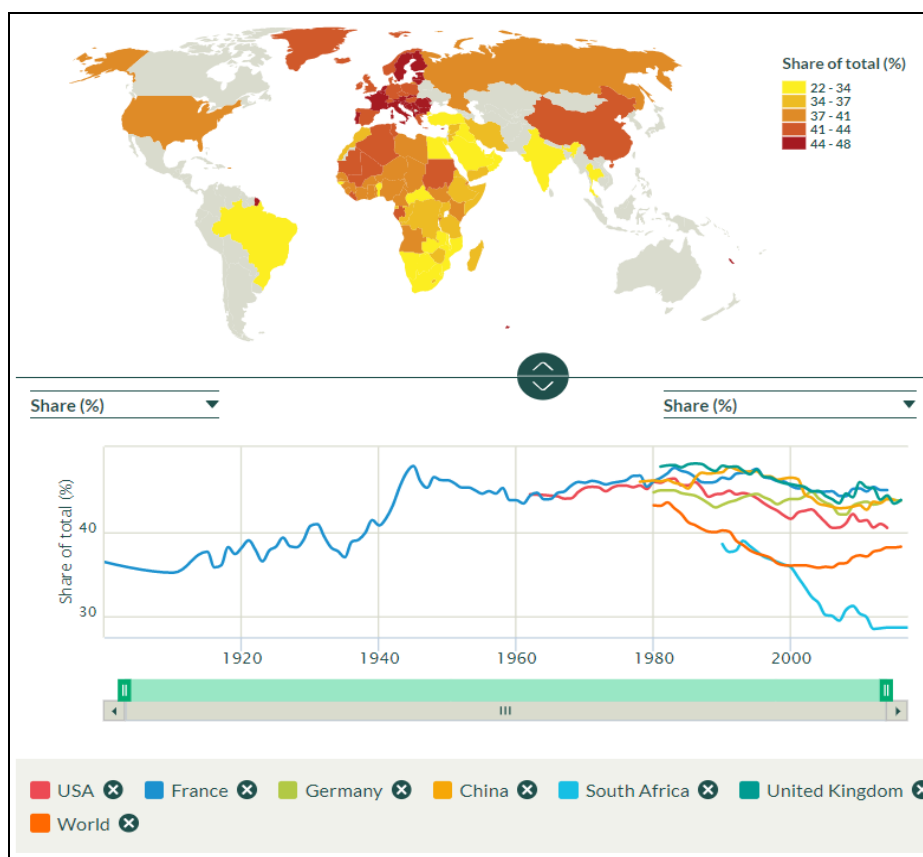 Share of total (%)
22 - 34
34 - 37
37 - 41
41 - 44
44 - 48
Share (%)
Share (%)
Share of total (%)
40
30
1920
1940
1960
1980
2000
USA
France
Germany
China
South Africa
United Kingdom
World